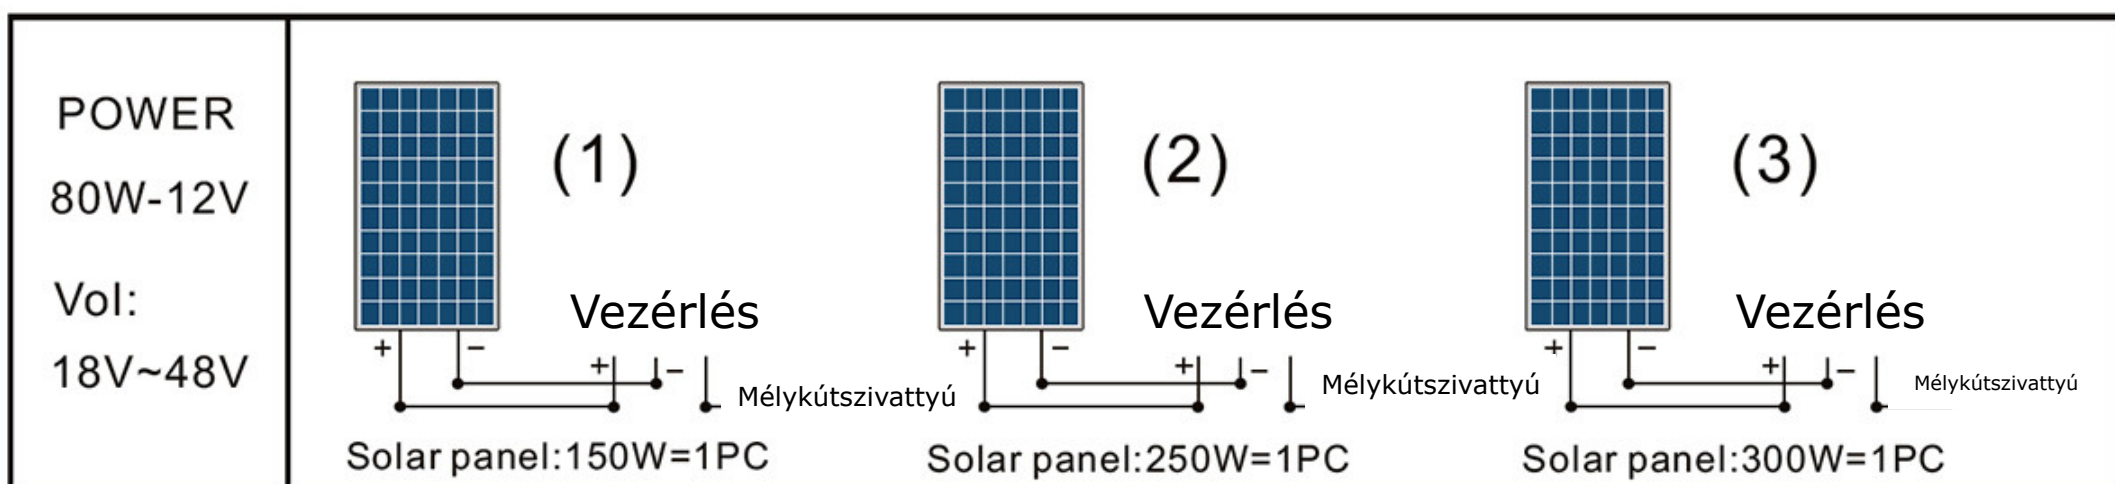 POWER
80W-12V
Vol:
18V~48V
(1)
Vezérlés
+ − + −
Mélykútszivattyú
Solar panel:150W=1PC
(2)
Vezérlés
+ − + −
Mélykútszivattyú
Solar panel:250W=1PC
(3)
Vezérlés
+ − + −
Mélykútszivattyú
Solar panel:300W=1PC